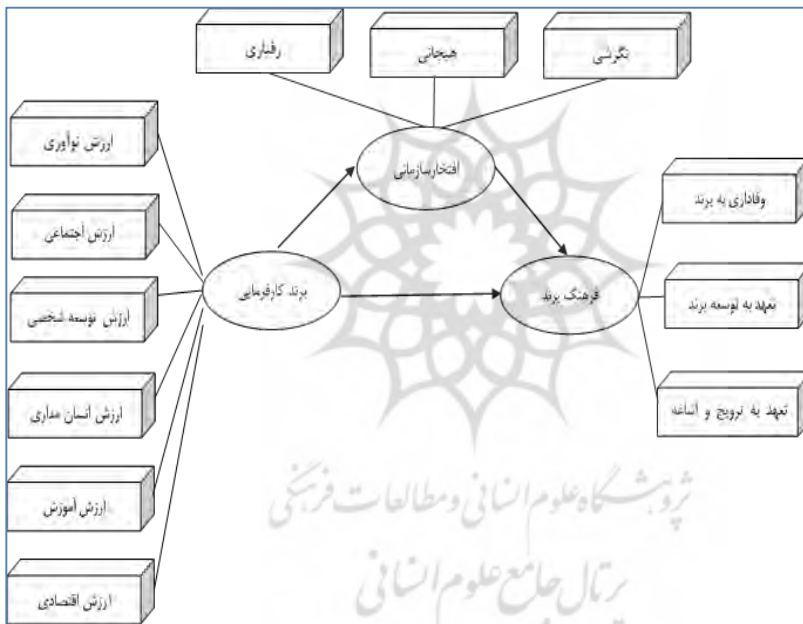 نگرشی
هیجانی
رفتاری
افتخارسازمانی
ارزش نوآوری
ارزش اجتماعی
ارزش توسعه شخصی
ارزش انسان مداری
ارزش آموزش
ارزش اقتصادی
برند کارفرمایی
فرهنگ برند
وفاداری به برند
تعهد به توسعه برند
تعهد به ترویج و اشاعه
پژوهشگاه علوم انسانی و مطالعات فرهنگی
پرتال جامع علوم انسانی